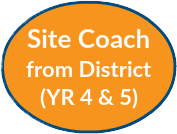 Site Coach
from District
(YR 4 & 5)